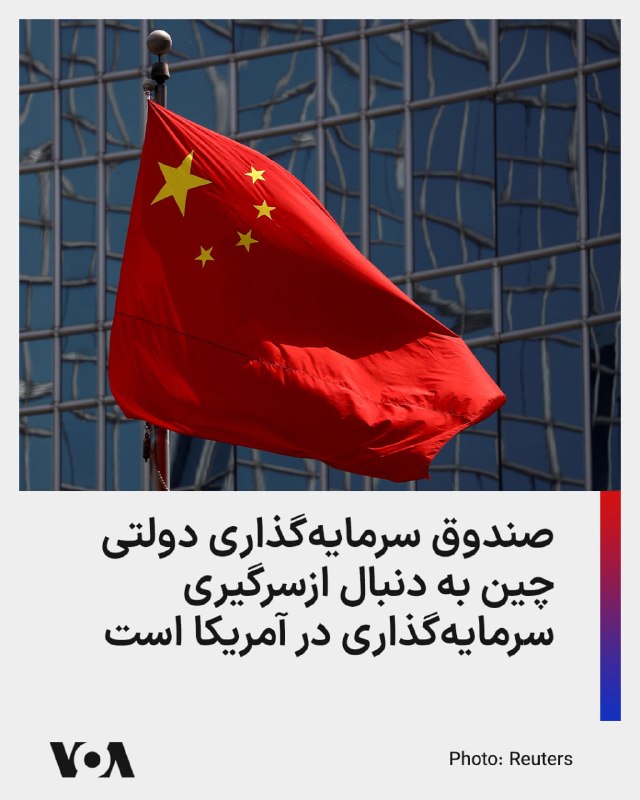 صندوق سرمایه‌گذاری دولتی
چین به دنبال ازسرگیری
سرمایه‌گذاری در آمریکا است
VOA
Photo: Reuters